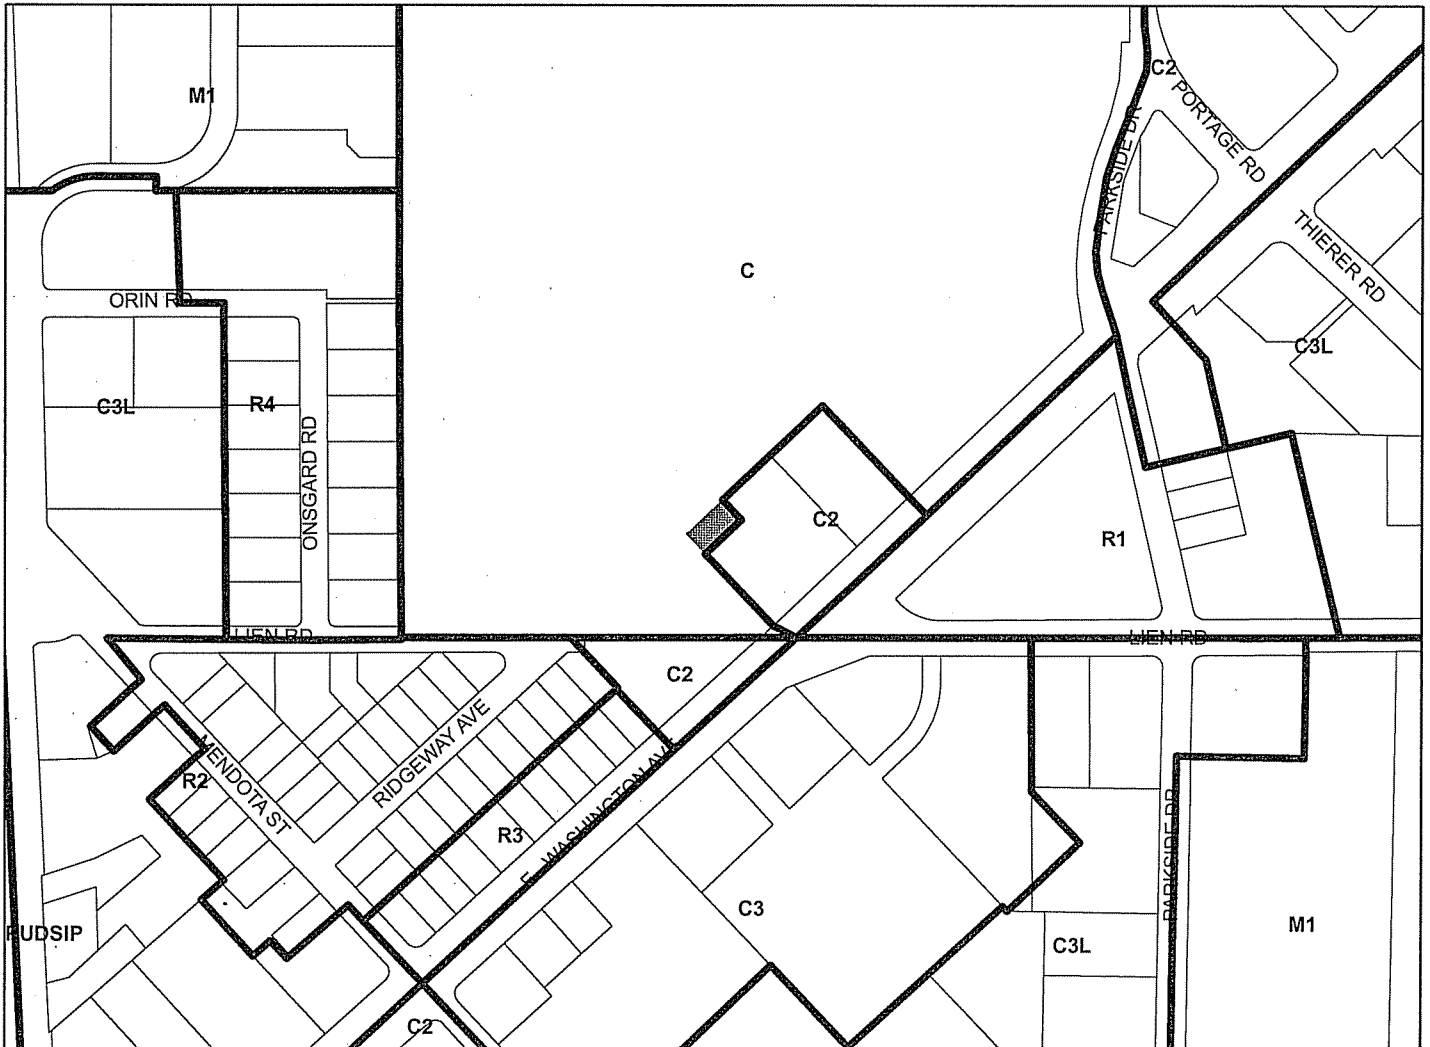 C2
M1
PORTAGE RD
PARKSIDE DR
THIERER RD
C
ORIN RD
C3L
C3L
R4
ONSGARD RD
C2
R1
LIEN RD
LIEN RD
C2
RIDGEWAY AVE
MENDOTA ST
R2
R3
E. WASHINGTON AVE
PARKSIDE DR
C3
PUDSIP
C3L
M1
C2